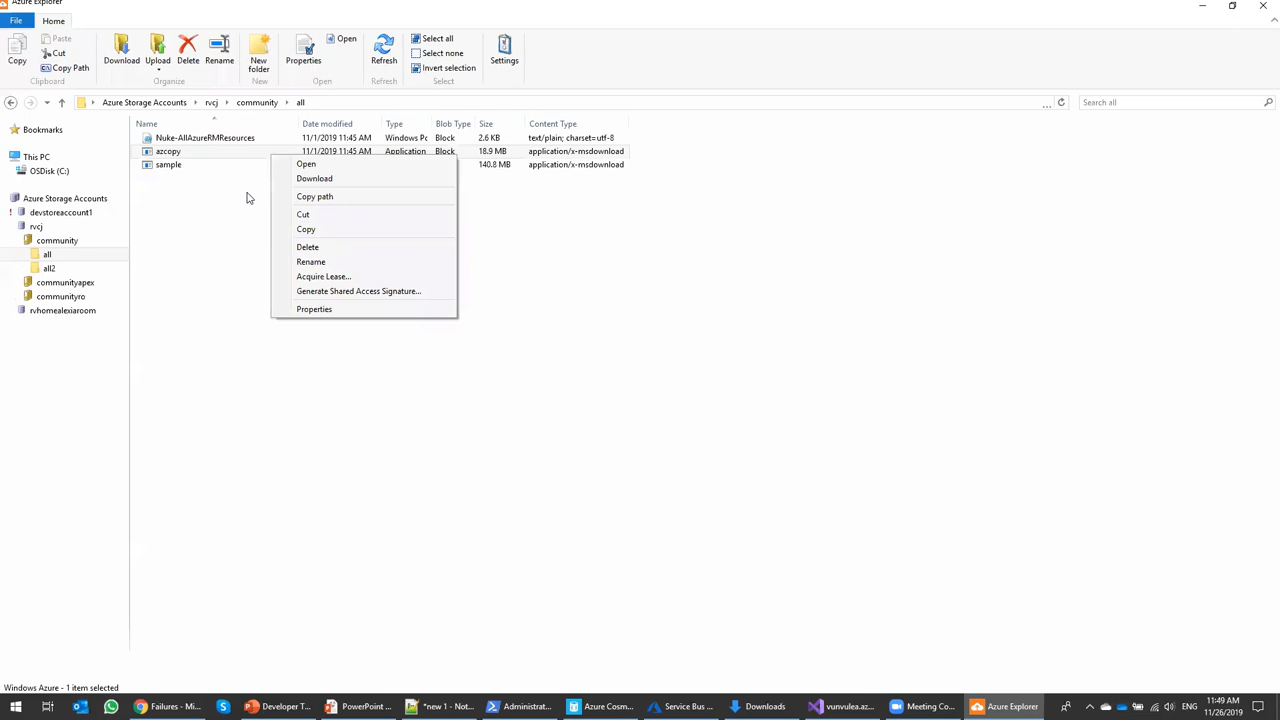 Azure Explorer
File Home
Copy Paste Cut Copy Path Download Upload Delete Rename New folder Properties Open Refresh Select all Select none Invert selection Settings
Clipboard Organize New Open Refresh Select
Azure Storage Accounts rvcj community all ... Search all
Bookmarks
This PC
OSDisk (C:)
Azure Storage Accounts
devstoreaccount1
rvcj
community
all
all2
communityapex
communityro
rvhomealexiaroom
Name Date modified Type Blob Type Size Content Type
Nuke-AllAzureRMResources 11/1/2019 11:45 AM Windows Pc Block 2.6 KB text/plain; charset=utf-8
azcopy 11/1/2019 11:45 AM Application Block 18.9 MB application/x-msdownload
sample 140.8 MB application/x-msdownload
Open
Download
Copy path
Cut
Copy
Delete
Rename
Acquire Lease...
Generate Shared Access Signature...
Properties
Windows Azure - 1 item selected
Failures - Mi... Developer T... PowerPoint ... *new 1 - Not... Administrat... Azure Cosm... Service Bus ... Downloads vunvulea.az... Meeting Co... Azure Explorer ENG 11:49 AM
11/26/2019